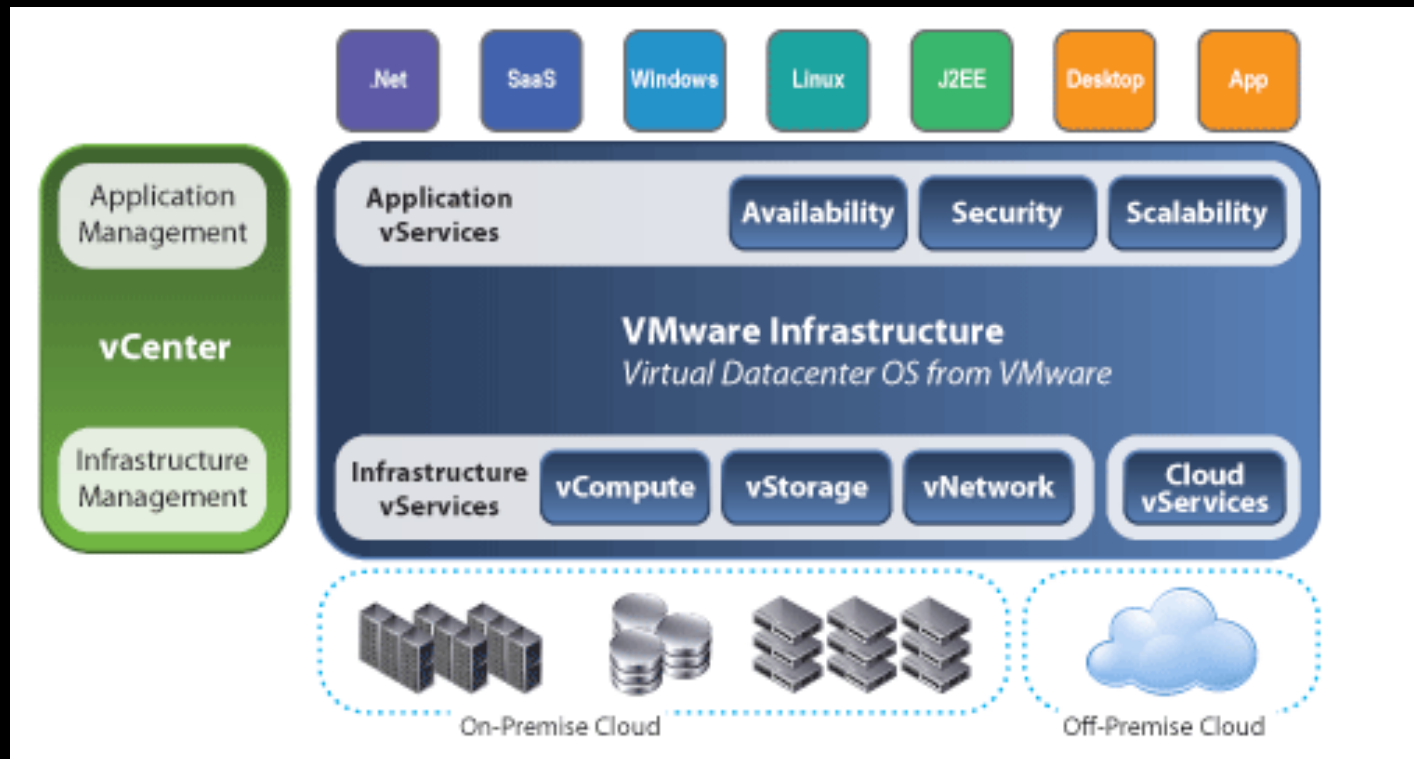 .Net
SaaS
Windows
Linux
J2EE
Desktop
App
Application
Management
vCenter
Infrastructure
Management
Application
vServices
Availability
Security
Scalability
VMware Infrastructure
Virtual Datacenter OS from VMware
Infrastructure
vServices
vCompute
vStorage
vNetwork
Cloud
vServices
On-Premise Cloud
Off-Premise Cloud